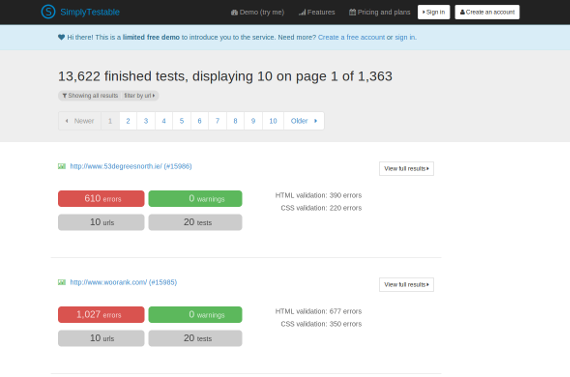 SimplyTestable
Demo (try me) Features Pricing and plans Sign in Create an account
Hi there! This is a limited free demo to introduce you to the service. Need more? Create a free account or sign in.
13,622 finished tests, displaying 10 on page 1 of 1,363
Showing all results filter by url
Newer 1 2 3 4 5 6 7 8 9 10 Older
http://www.53degreesnorth.ie/ (#15986) View full results
610 errors 0 warnings HTML validation: 390 errors
CSS validation: 220 errors
10 urls 20 tests
http://www.woorank.com/ (#15985) View full results
1,027 errors 0 warnings HTML validation: 677 errors
CSS validation: 350 errors
10 urls 20 tests